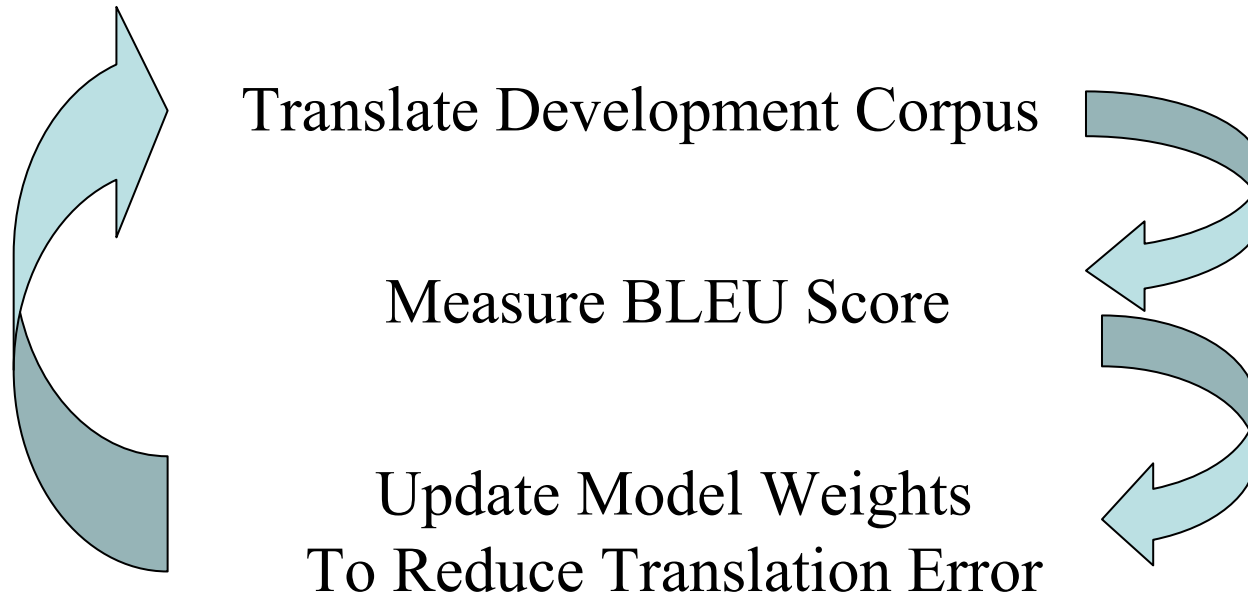 Translate Development Corpus
Measure BLEU Score
Update Model Weights
To Reduce Translation Error